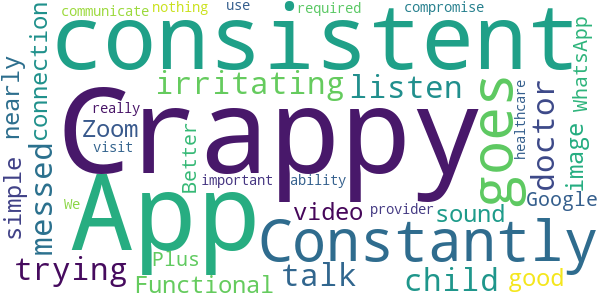 communicate nothing use required compromise
consistent
connection nearly irritating listen goes WhatsApp
Crappy
really Zoom visit doctor image healthcare
simple messed Better important ability Google
App
We video provider sound
Constantly
trying Plus Functional talk child good